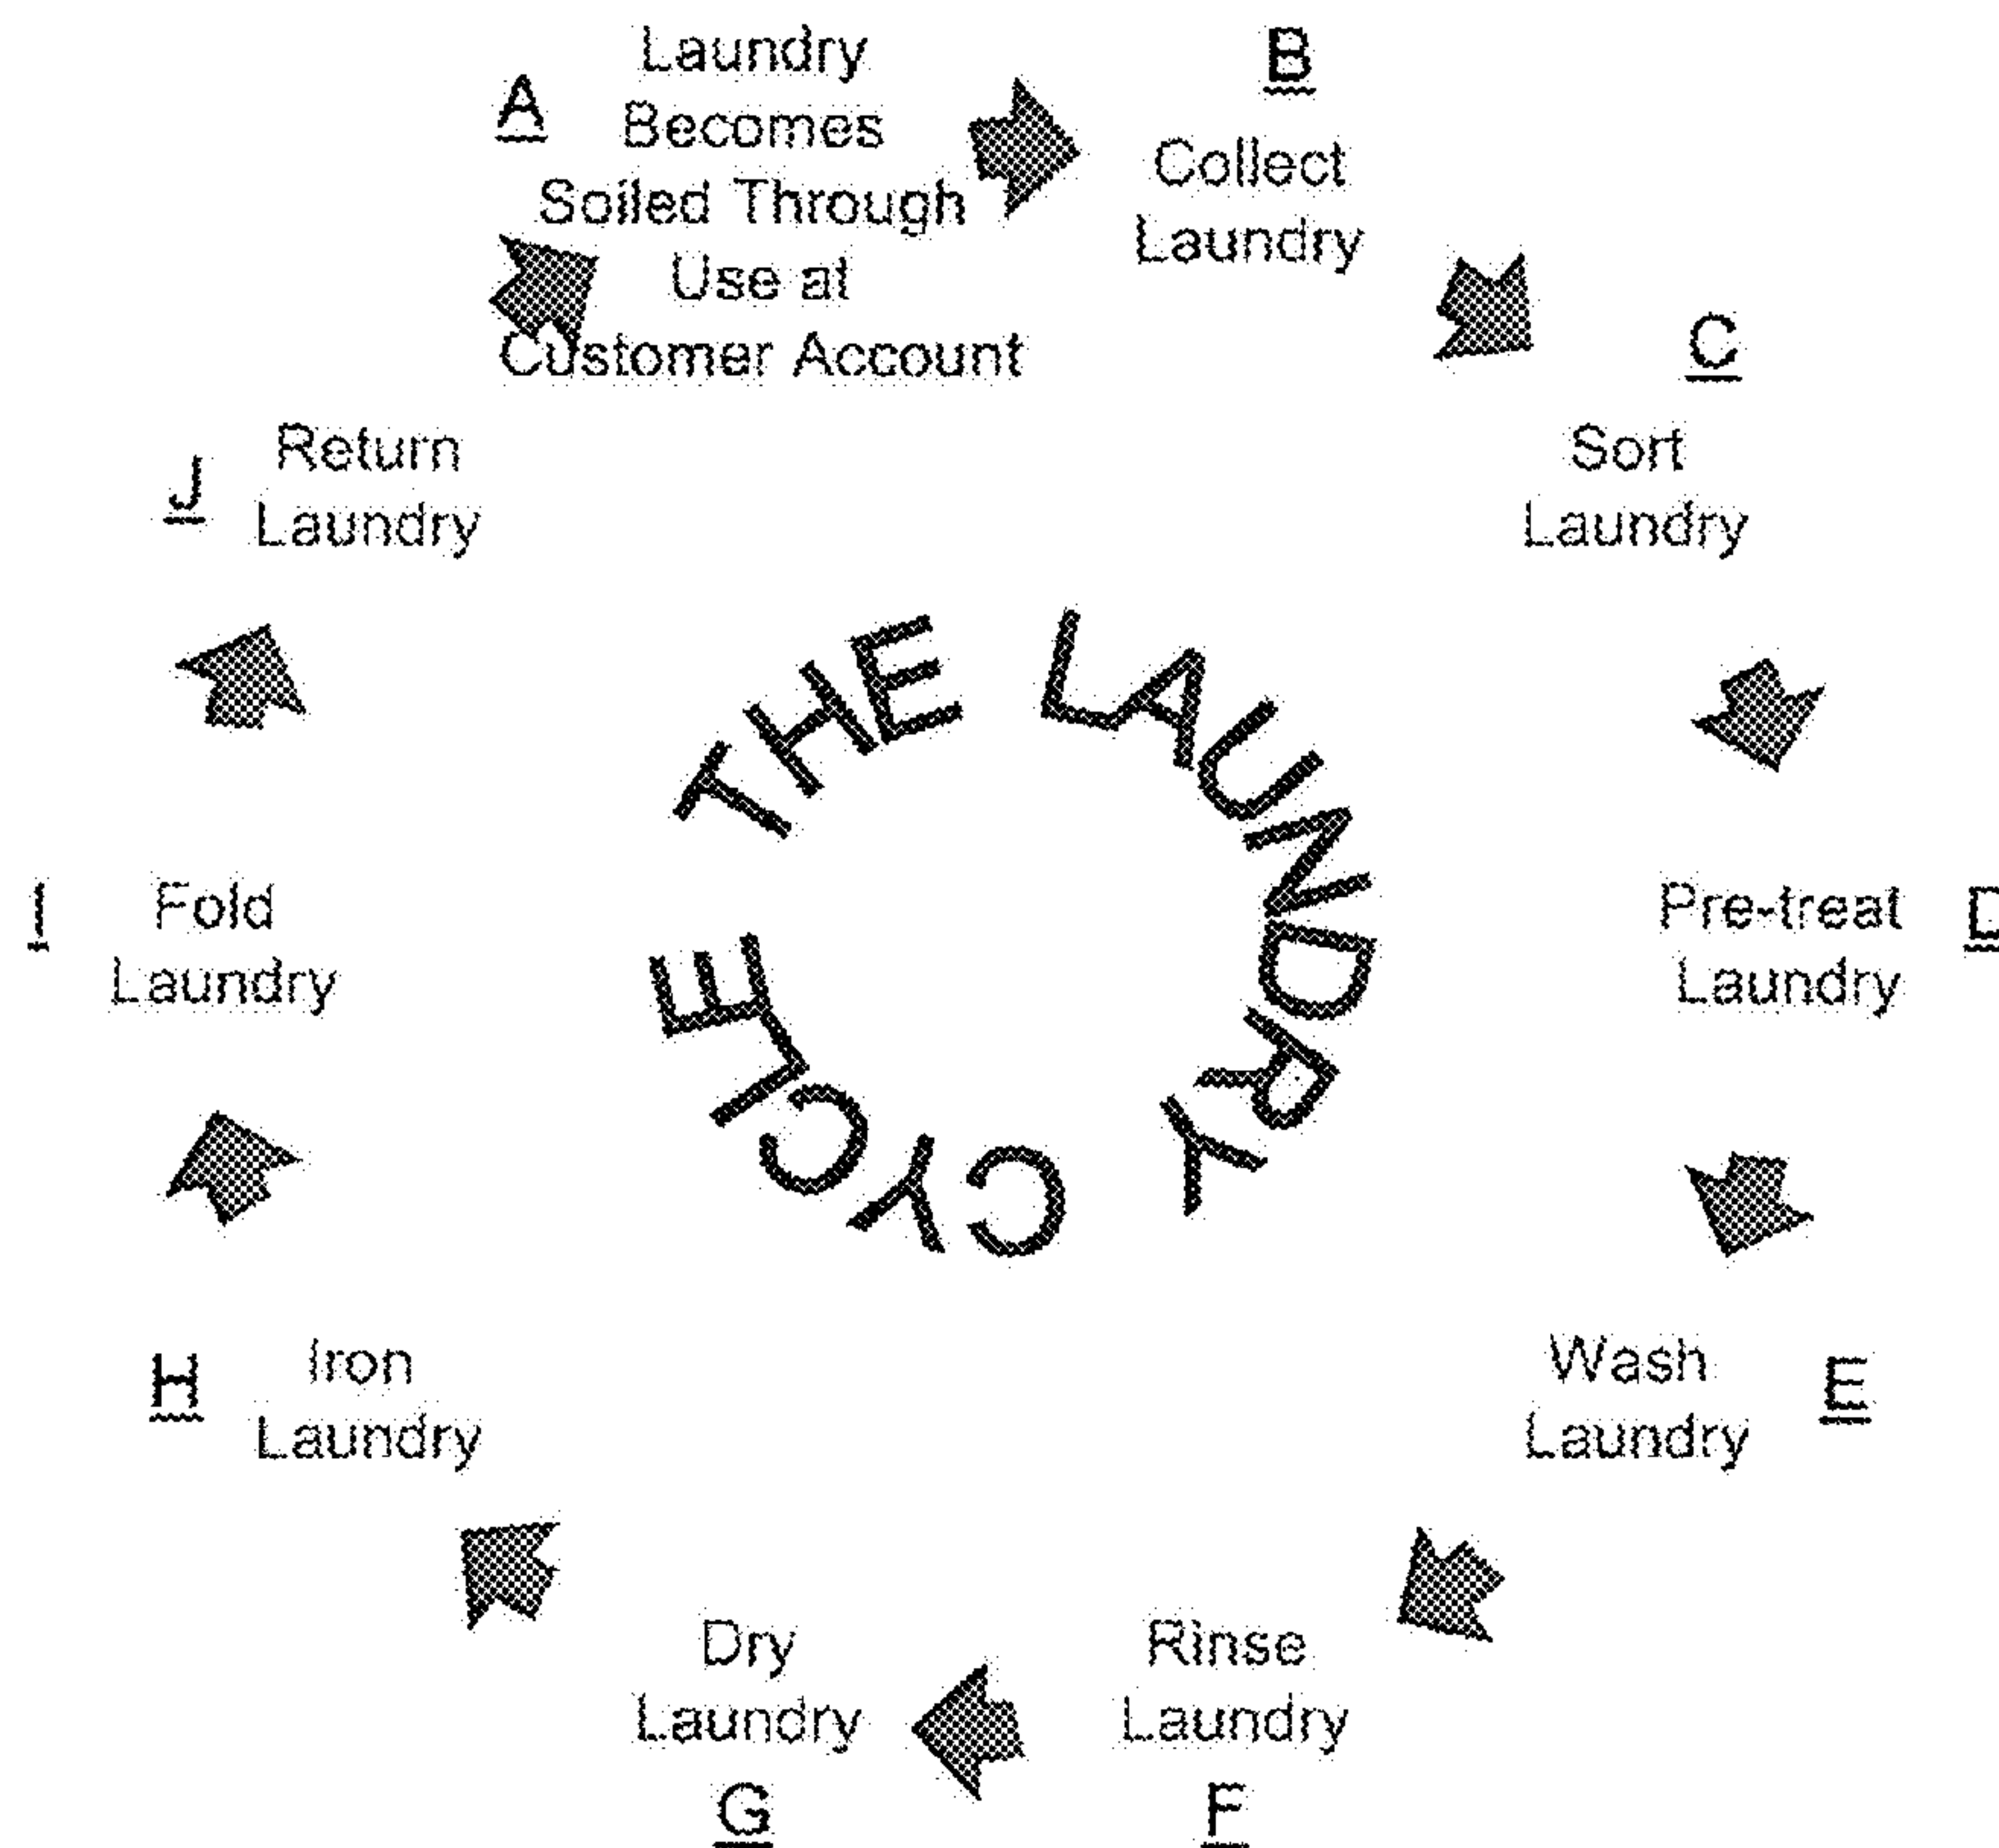 A
Laundry
Becomes
Soiled Through
Use at
Customer Account
B
Collect
Laundry
C
Sort
Laundry
Pre-treat
Laundry
D
Wash
Laundry
E
Rinse
Laundry
F
Dry
Laundry
G
H
Iron
Laundry
I
Fold
Laundry
J
Return
Laundry
THE LAUNDRY CYCLE